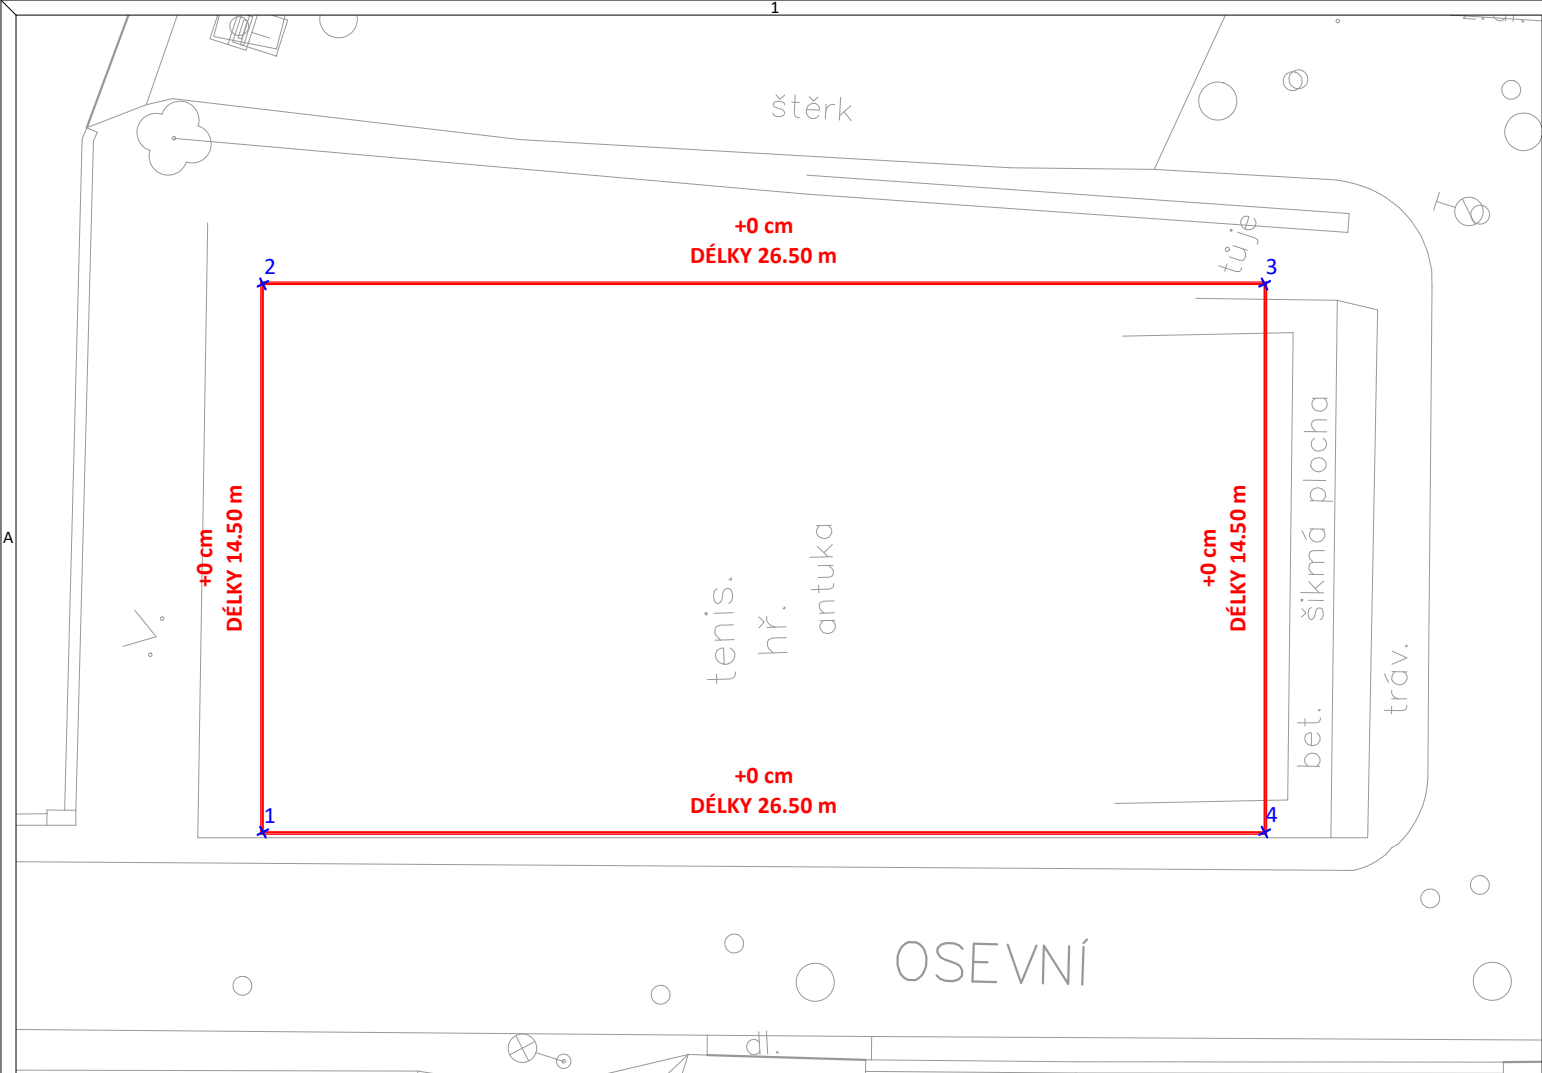 1
štěrk
tůje
+0 cm
DÉLKY 26.50 m
2
3
A
+0 cm
DÉLKY 14.50 m
tenis.
hř.
antuka
+0 cm
DÉLKY 14.50 m
bet. šikmá plocha
tráv.
+0 cm
DÉLKY 26.50 m
1
4
OSEVNÍ
dl.